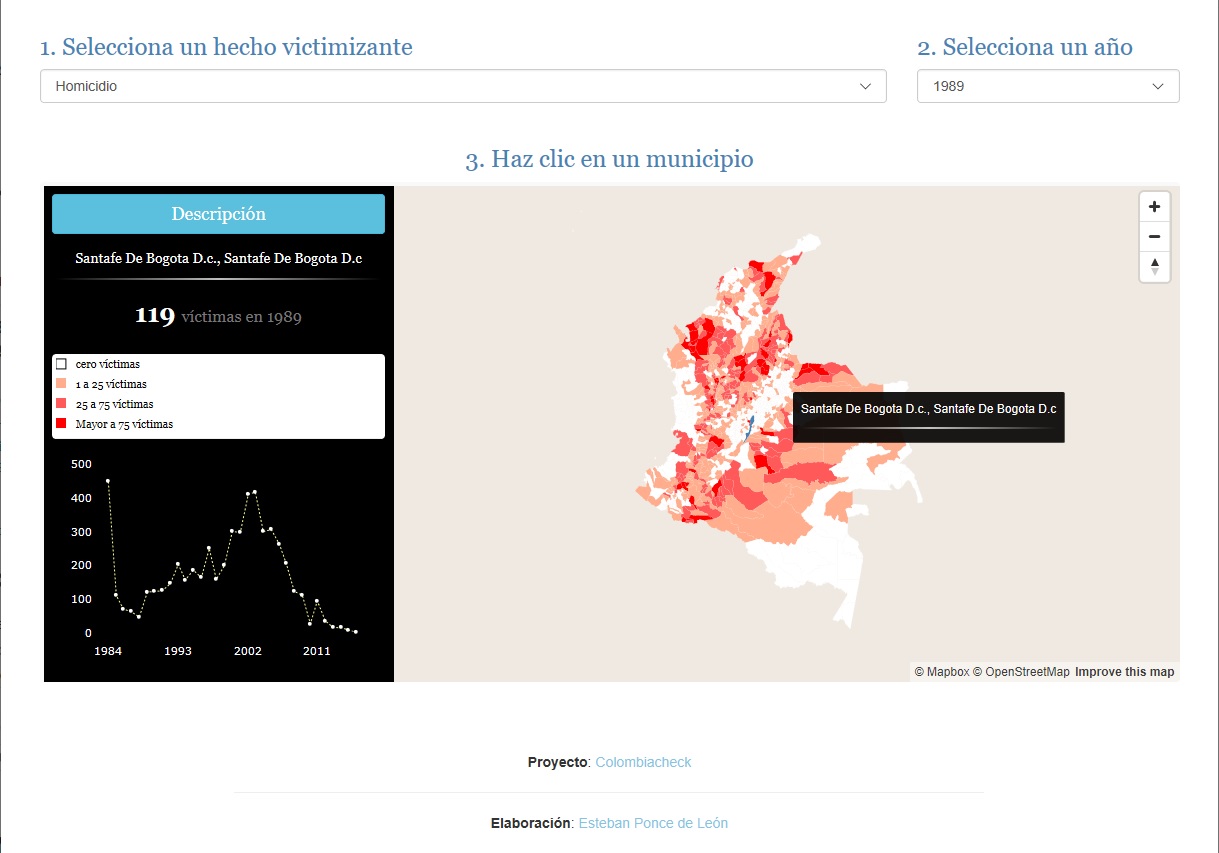 1. Selecciona un hecho victimizante
2. Selecciona un año
Homicidio
1989
3. Haz clic en un municipio
Descripción
Santafe De Bogota D.c., Santafe De Bogota D.c
119 víctimas en 1989
cero víctimas
1 a 25 víctimas
25 a 75 víctimas
Mayor a 75 víctimas
500
400
300
200
100
0
1984 1993 2002 2011
Santafe De Bogota D.c., Santafe De Bogota D.c
© Mapbox © OpenStreetMap Improve this map
Proyecto: Colombiacheck
Elaboración: Esteban Ponce de León